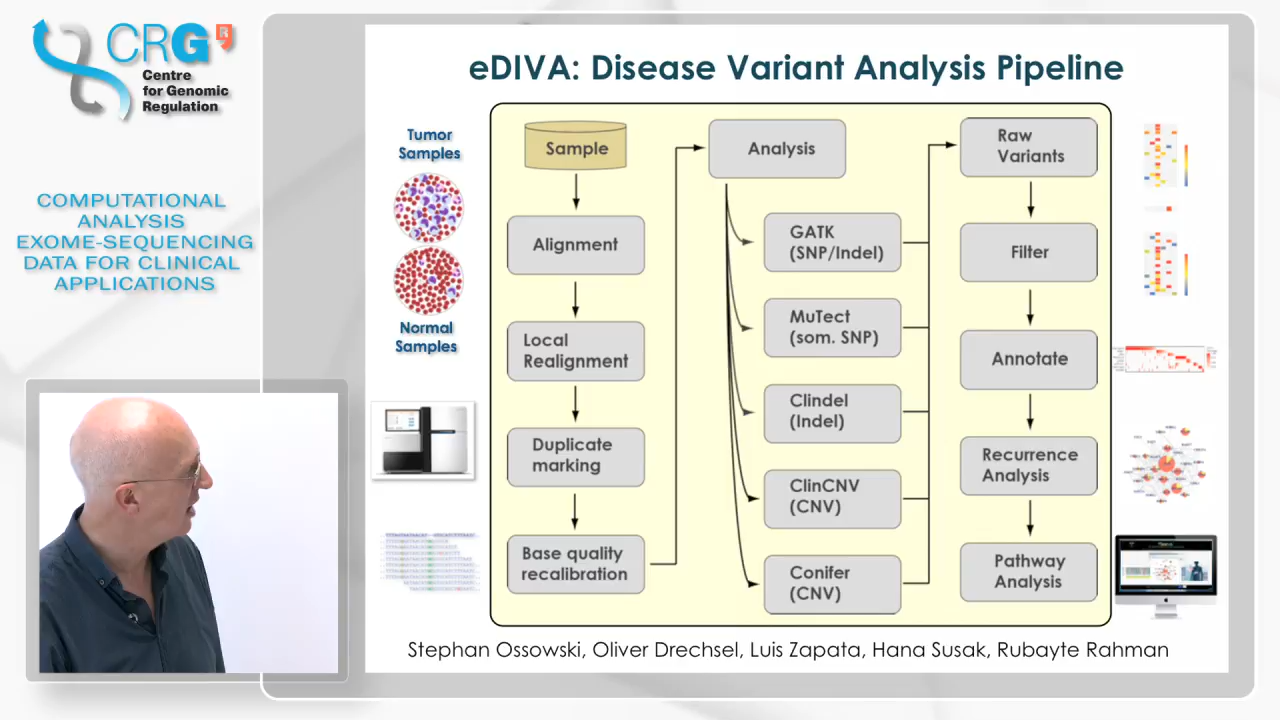 CRG
Centre
for Genomic
Regulation
COMPUTATIONAL
ANALYSIS
EXOME-SEQUENCING
DATA FOR CLINICAL
APPLICATIONS
eDIVA: Disease Variant Analysis Pipeline
Tumor
Samples
Normal
Samples
Sample
Alignment
Local
Realignment
Duplicate
marking
Base quality
recalibration
Analysis
GATK
(SNP/Indel)
MuTect
(som. SNP)
Clindel
(Indel)
ClinCNV
(CNV)
Conifer
(CNV)
Raw
Variants
Filter
Annotate
Recurrence
Analysis
Pathway
Analysis
Stephan Ossowski, Oliver Drechsel, Luis Zapata, Hana Susak, Rubayte Rahman